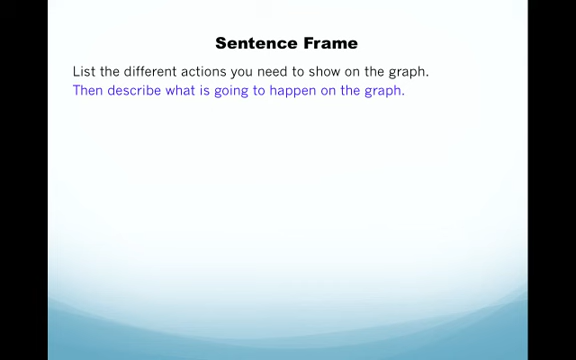 Sentence Frame
List the different actions you need to show on the graph.
Then describe what is going to happen on the graph.